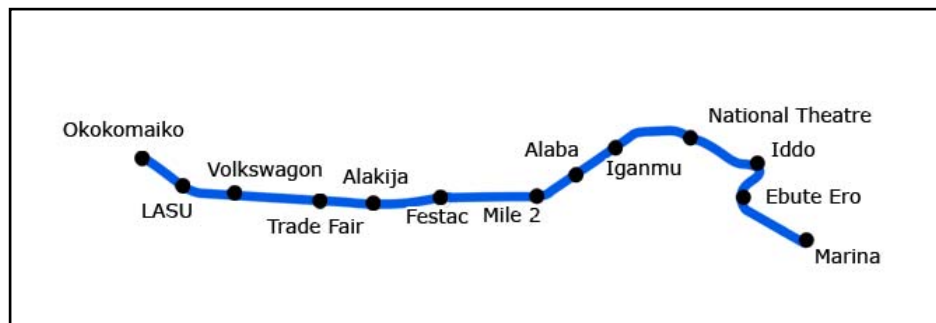 Okokomaiko
LASU
Volkswagon
Trade Fair
Alakija
Festac
Mile 2
Alaba
Iganmu
National Theatre
Iddo
Ebute Ero
Marina